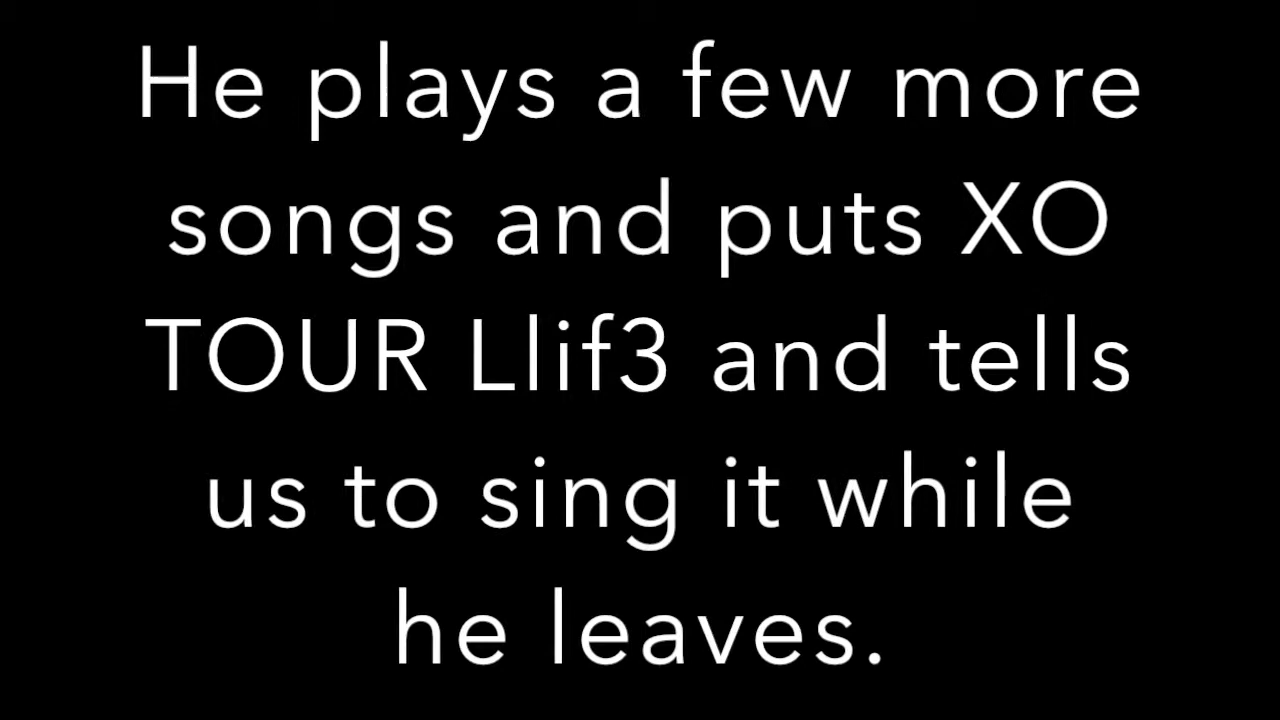 He plays a few more
songs and puts XO
TOUR Llif3 and tells
us to sing it while
he leaves.